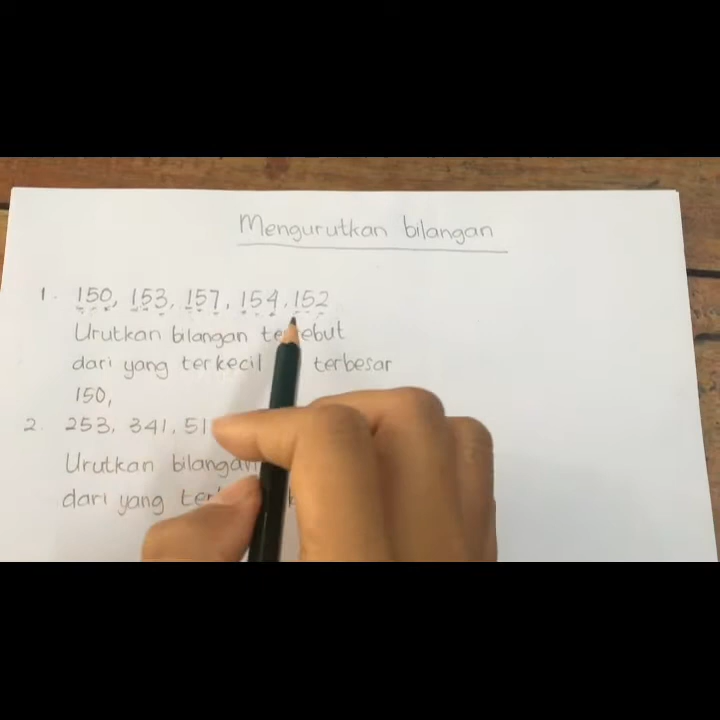 Mengurutkan bilangan
1. 150, 153, 157, 154, 152
Urutkan bilangan tersebut
dari yang terkecil terbesar
150,
2. 253, 341,
Urutkan bilangan
dari yang